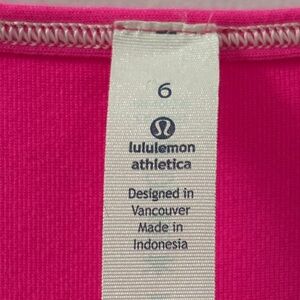 6
lululemon
athletica
Designed in
Vancouver
Made in
Indonesia